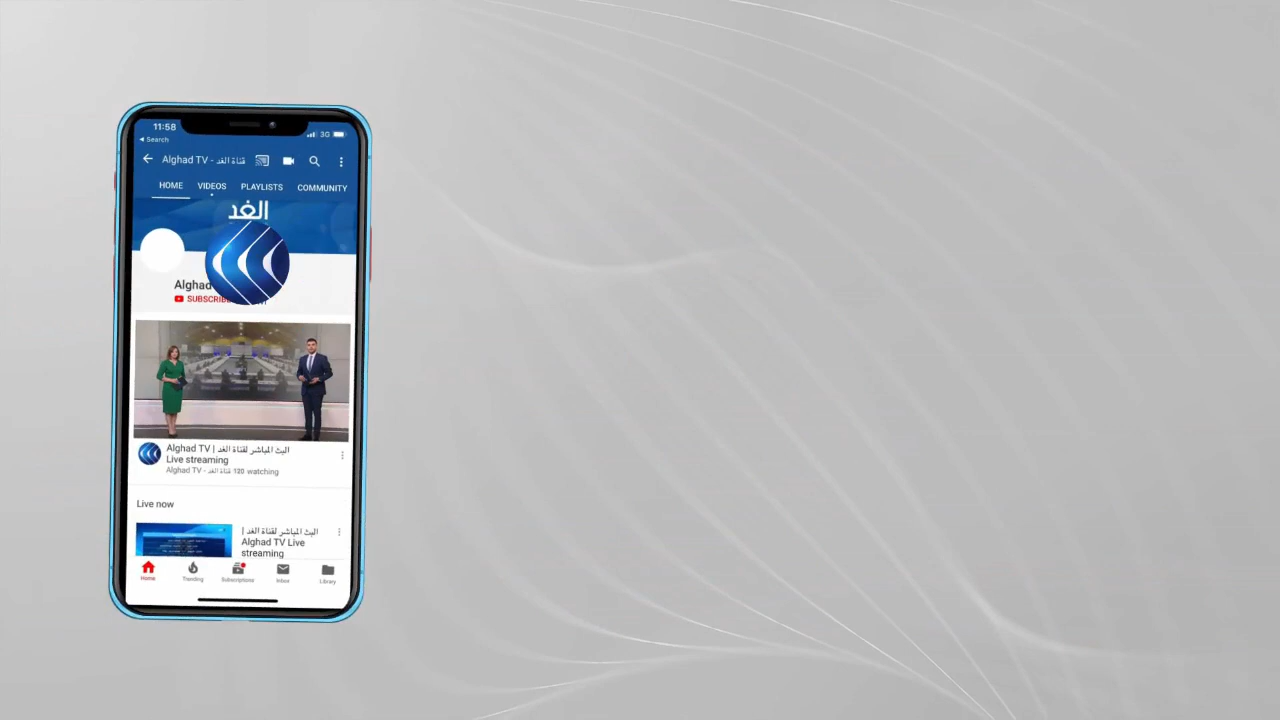 11:58
3G
Search
Alghad TV - قناة الغد
HOME VIDEOS PLAYLISTS COMMUNITY
الغد
Alghad
Alghad TV | البث المباشر لقناة الغد
Live streaming
Alghad TV - قناة الغد 120 watching
Live now
البث المباشر لقناة الغد |
Alghad TV Live
streaming
Home Trending Subscriptions Inbox Library